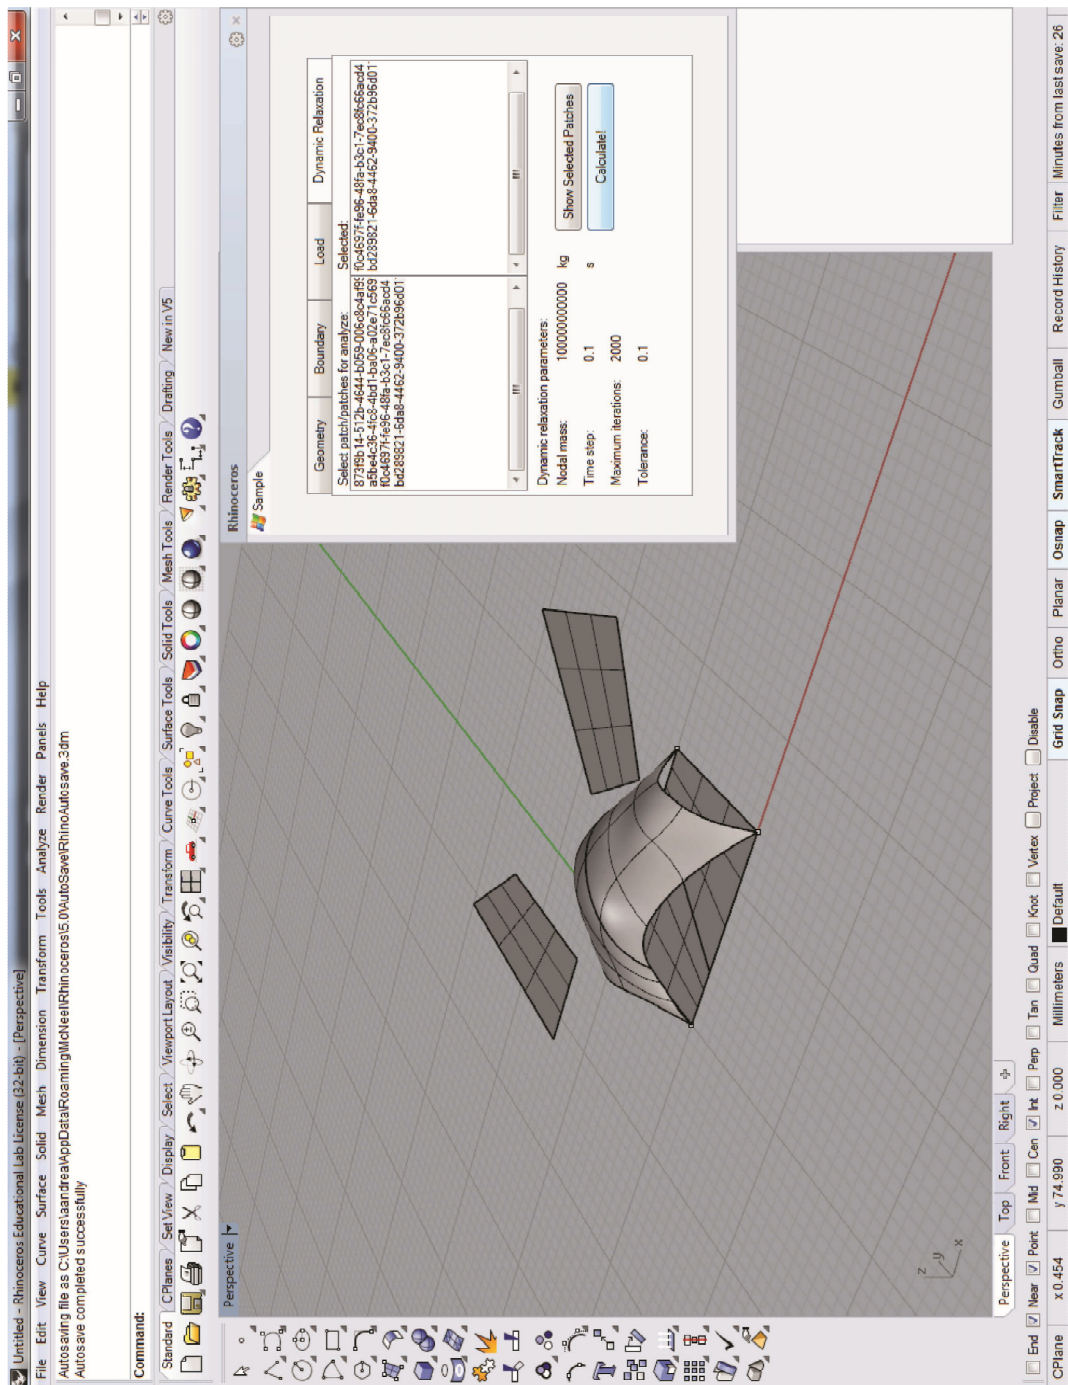 Untitled - Rhinoceros Educational Lab License (32-bit) - [Perspective]
File Edit View Curve Surface Solid Mesh Dimension Transform Tools Analyze Render Panels Help
Autosaving file as C:\Users\aandrea\AppData\Roaming\McNeel\Rhinoceros\5.0\AutoSave\RhinoAutosave.3dm
Autosave completed successfully
Command:
Standard CPlanes Set View Display Select Viewport Layout Visibility Transform Curve Tools Surface Tools Solid Tools Mesh Tools Render Tools Drafting New in V5
Perspective
Rhinoceros
Sample
Geometry Boundary Load Dynamic Relaxation
Select patch/patches for analyze: Selected:
873f9b14-512b-4644-b059-006c8c4af9 f0c4697f-fe96-48fa-b3c1-7ec8fc66acd4
a5be4c36-4fc8-4bd1-ba06-a02e71c569 bd289821-6da8-4462-9400-372b96d01
f0c4697f-fe96-48fa-b3c1-7ec8fc66acd4
bd289821-6da8-4462-9400-372b96d01
Dynamic relaxation parameters:
Nodal mass: 100000000000 kg Show Selected Patches
Time step: 0.1 s Calculate!
Maximum iterations: 2000
Tolerance: 0.1
z y x
Perspective Top Front Right
End Near Point Mid Cen Int Perp Tan Quad Knot Vertex Project Disable
CPlane x 0.454 y 74.990 z 0.000 Millimeters Default Grid Snap Ortho Planar Osnap SmartTrack Gumball Record History Filter Minutes from last save: 26